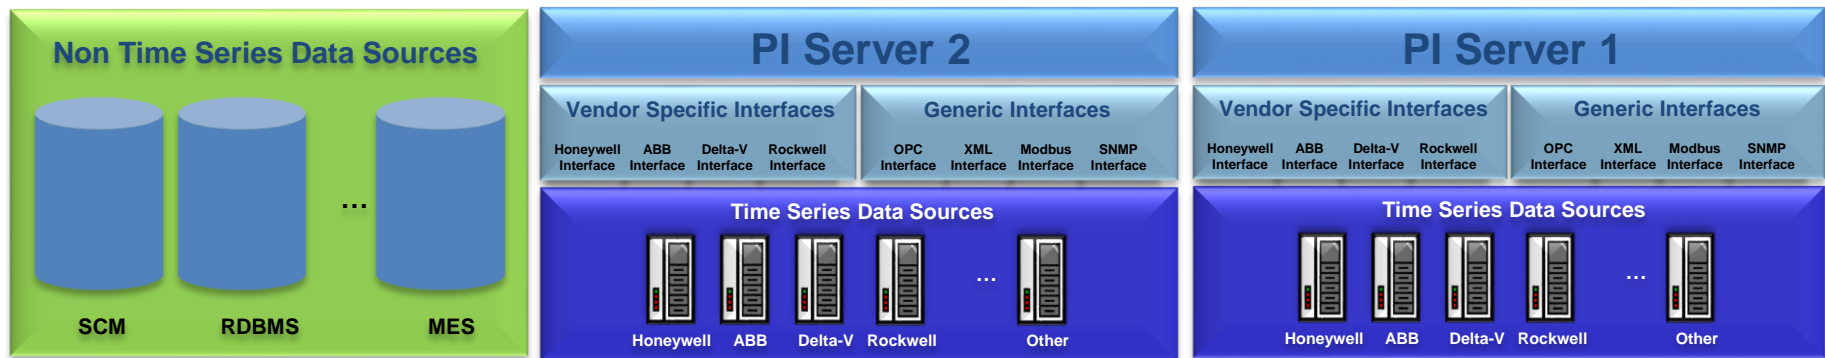 Non Time Series Data Sources
...
SCM RDBMS MES
PI Server 2
Vendor Specific Interfaces
Honeywell ABB Delta-V Rockwell
Interface Interface Interface Interface
Generic Interfaces
OPC XML Modbus SNMP
Interface Interface Interface Interface
Time Series Data Sources
...
Honeywell ABB Delta-V Rockwell Other
PI Server 1
Vendor Specific Interfaces
Honeywell ABB Delta-V Rockwell
Interface Interface Interface Interface
Generic Interfaces
OPC XML Modbus SNMP
Interface Interface Interface Interface
Time Series Data Sources
...
Honeywell ABB Delta-V Rockwell Other